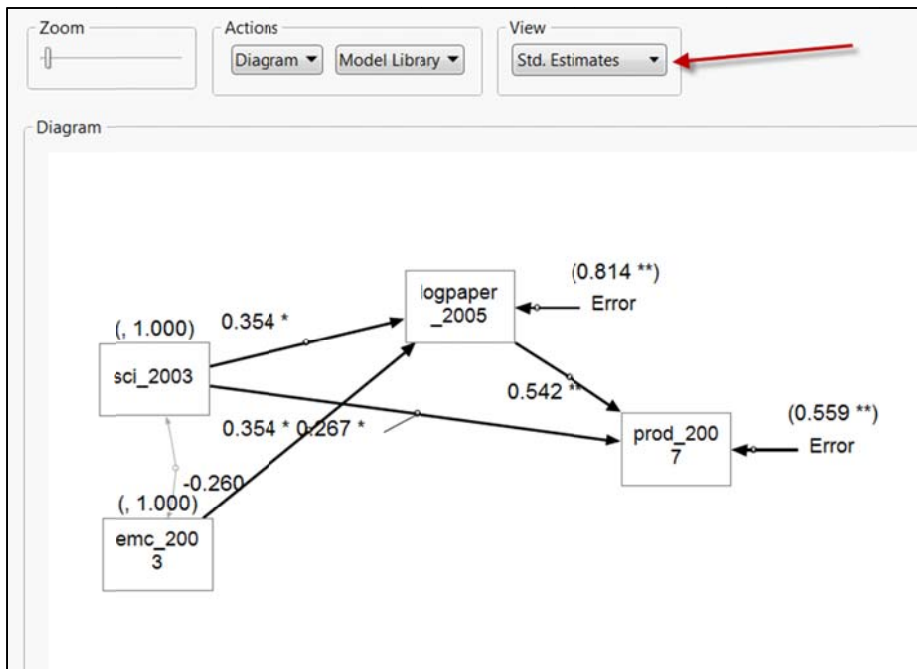 Zoom
Actions
View
Diagram
Model Library
Std. Estimates
Diagram
(0.814 **)
logpaper
_2005
Error
0.354 *
(, 1.000)
sci_2003
0.542 **
(0.559 **)
0.354 * 0.267 *
prod_200
7
Error
-0.260
(, 1.000)
emc_200
3